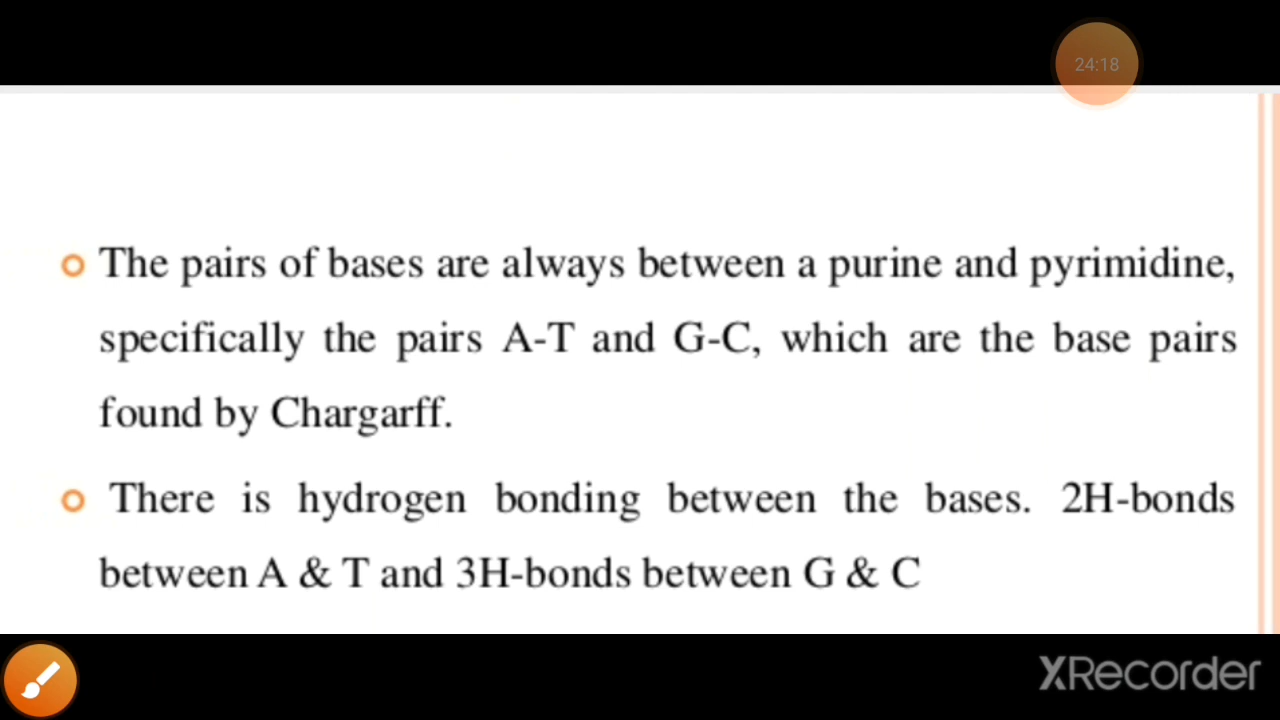 24:18
The pairs of bases are always between a purine and pyrimidine,
specifically the pairs A-T and G-C, which are the base pairs
found by Chargarff.
There is hydrogen bonding between the bases. 2H-bonds
between A & T and 3H-bonds between G & C
XRecorder